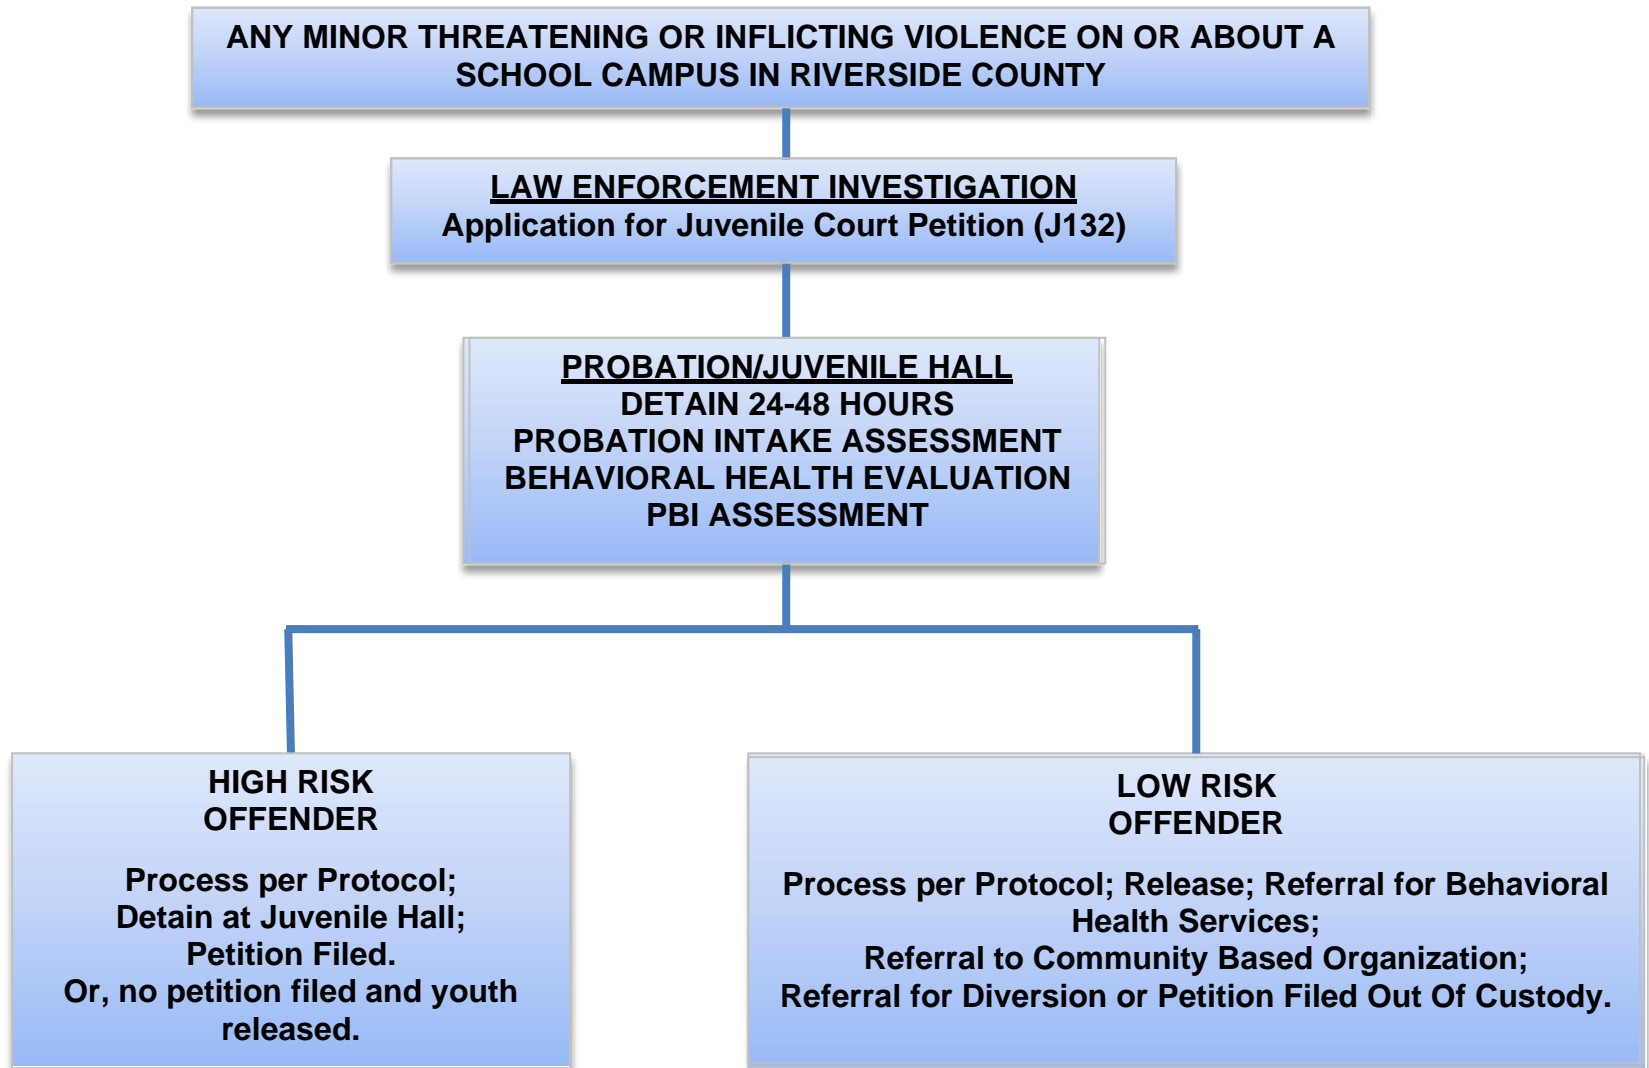 ANY MINOR THREATENING OR INFLICTING VIOLENCE ON OR ABOUT A
SCHOOL CAMPUS IN RIVERSIDE COUNTY
LAW ENFORCEMENT INVESTIGATION
Application for Juvenile Court Petition (J132)
PROBATION/JUVENILE HALL
DETAIN 24-48 HOURS
PROBATION INTAKE ASSESSMENT
BEHAVIORAL HEALTH EVALUATION
PBI ASSESSMENT
HIGH RISK
OFFENDER
Process per Protocol;
Detain at Juvenile Hall;
Petition Filed.
Or, no petition filed and youth
released.
LOW RISK
OFFENDER
Process per Protocol; Release; Referral for Behavioral
Health Services;
Referral to Community Based Organization;
Referral for Diversion or Petition Filed Out Of Custody.